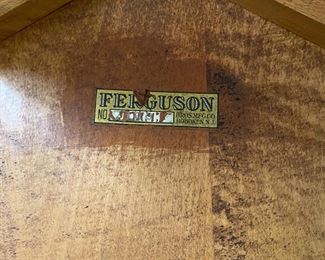 FERGUSON
NO.
BROS. MFG. CO.
HOBOKEN, N.J.